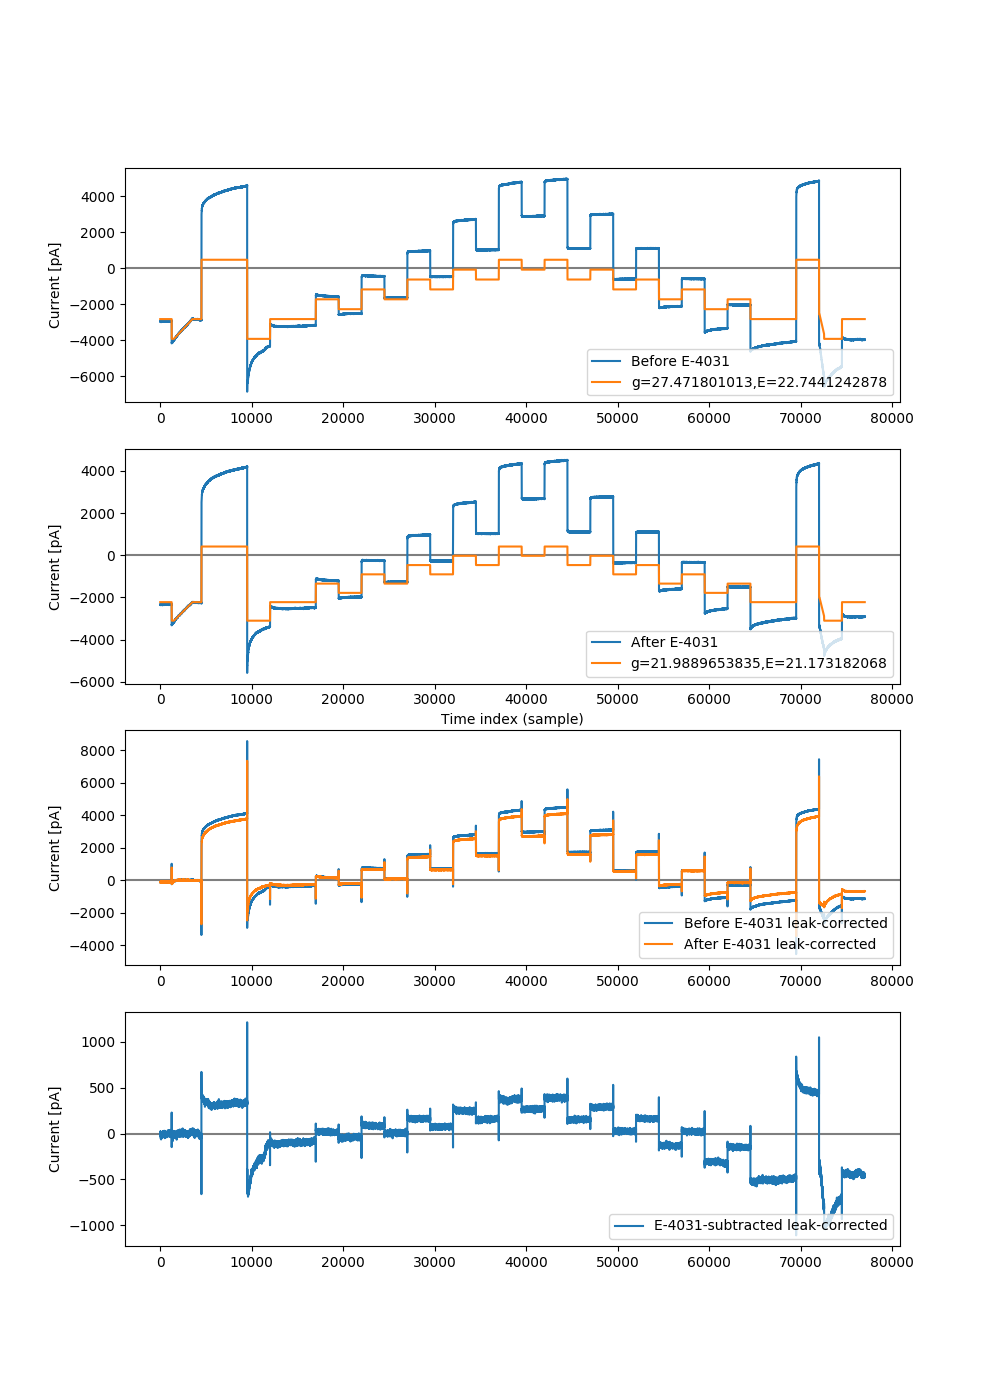 4000
2000
0
−2000
−4000
−6000
Current [pA]
Before E-4031
g=27.471801013,E=22.7441242878
0 10000 20000 30000 40000 50000 60000 70000 80000
4000
2000
0
−2000
−4000
−6000
Current [pA]
After E-4031
g=21.9889653835,E=21.173182068
0 10000 20000 30000 40000 50000 60000 70000 80000
Time index (sample)
8000
6000
4000
2000
0
−2000
−4000
Current [pA]
Before E-4031 leak-corrected
After E-4031 leak-corrected
0 10000 20000 30000 40000 50000 60000 70000 80000
1000
500
0
−500
−1000
Current [pA]
E-4031-subtracted leak-corrected
0 10000 20000 30000 40000 50000 60000 70000 80000